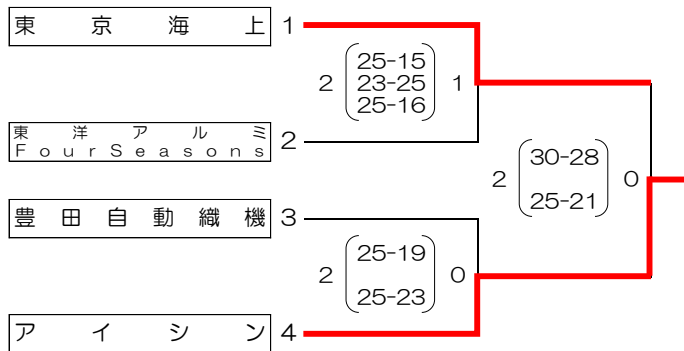 東京海上 1
25-15
2 23-25 1
25-16
東洋アルミ
FourSeasons 2
30-28
2 0
25-21
豊田自動織機 3
25-19
2 0
25-23
アイシン 4